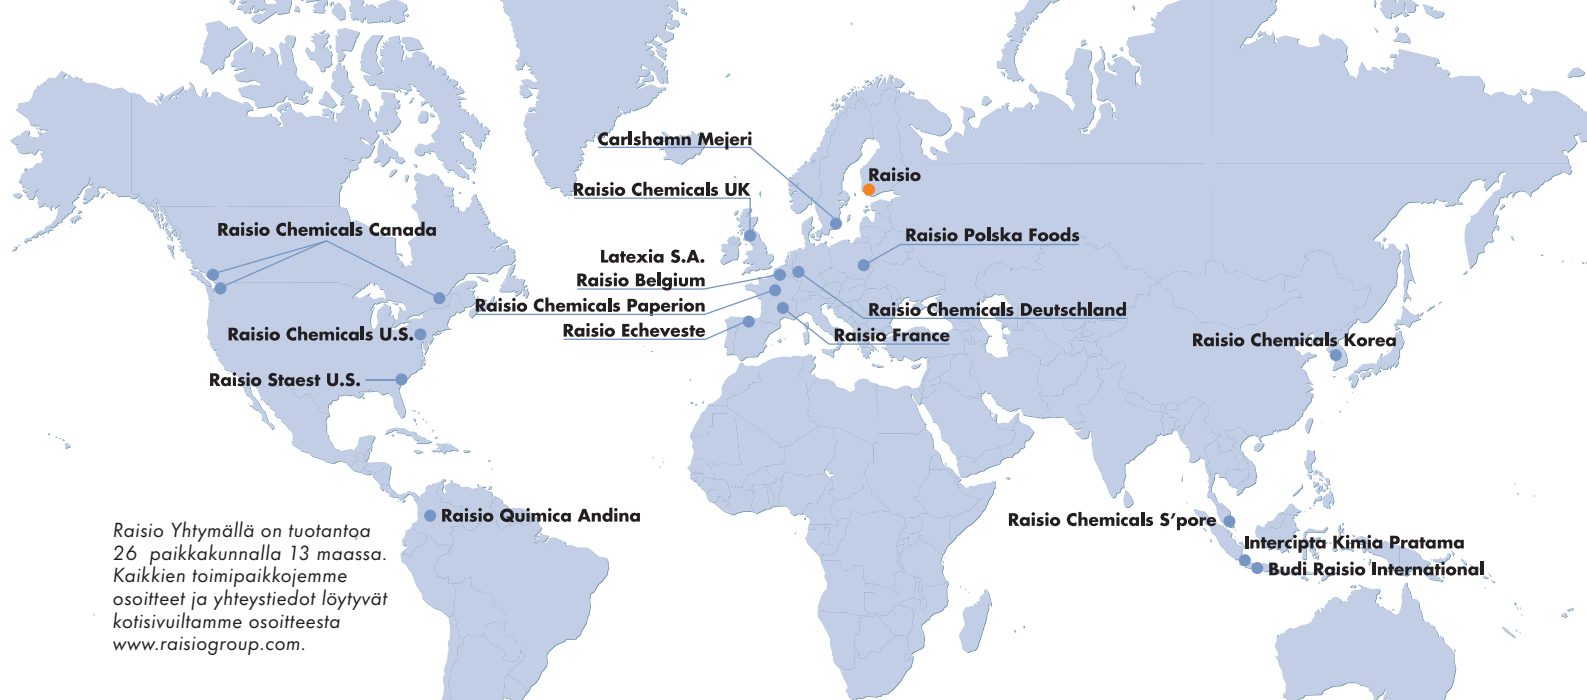 Carlshamn Mejeri
Raisio
Raisio Chemicals UK
Raisio Chemicals Canada
Raisio Polska Foods
Latexia S.A.
Raisio Belgium
Raisio Chemicals Paperion
Raisio Chemicals Deutschland
Raisio Echeveste
Raisio France
Raisio Chemicals U.S.
Raisio Chemicals Korea
Raisio Staest U.S.
Raisio Quimica Andina
Raisio Chemicals S'pore
Intercipta Kimia Pratama
Budi Raisio International
Raisio Yhtymällä on tuotantoa
26 paikkakunnalla 13 maassa.
Kaikkien toimipaikkojemme
osoitteet ja yhteystiedot löytyvät
kotisivuiltamme osoitteesta
www.raisiogroup.com.